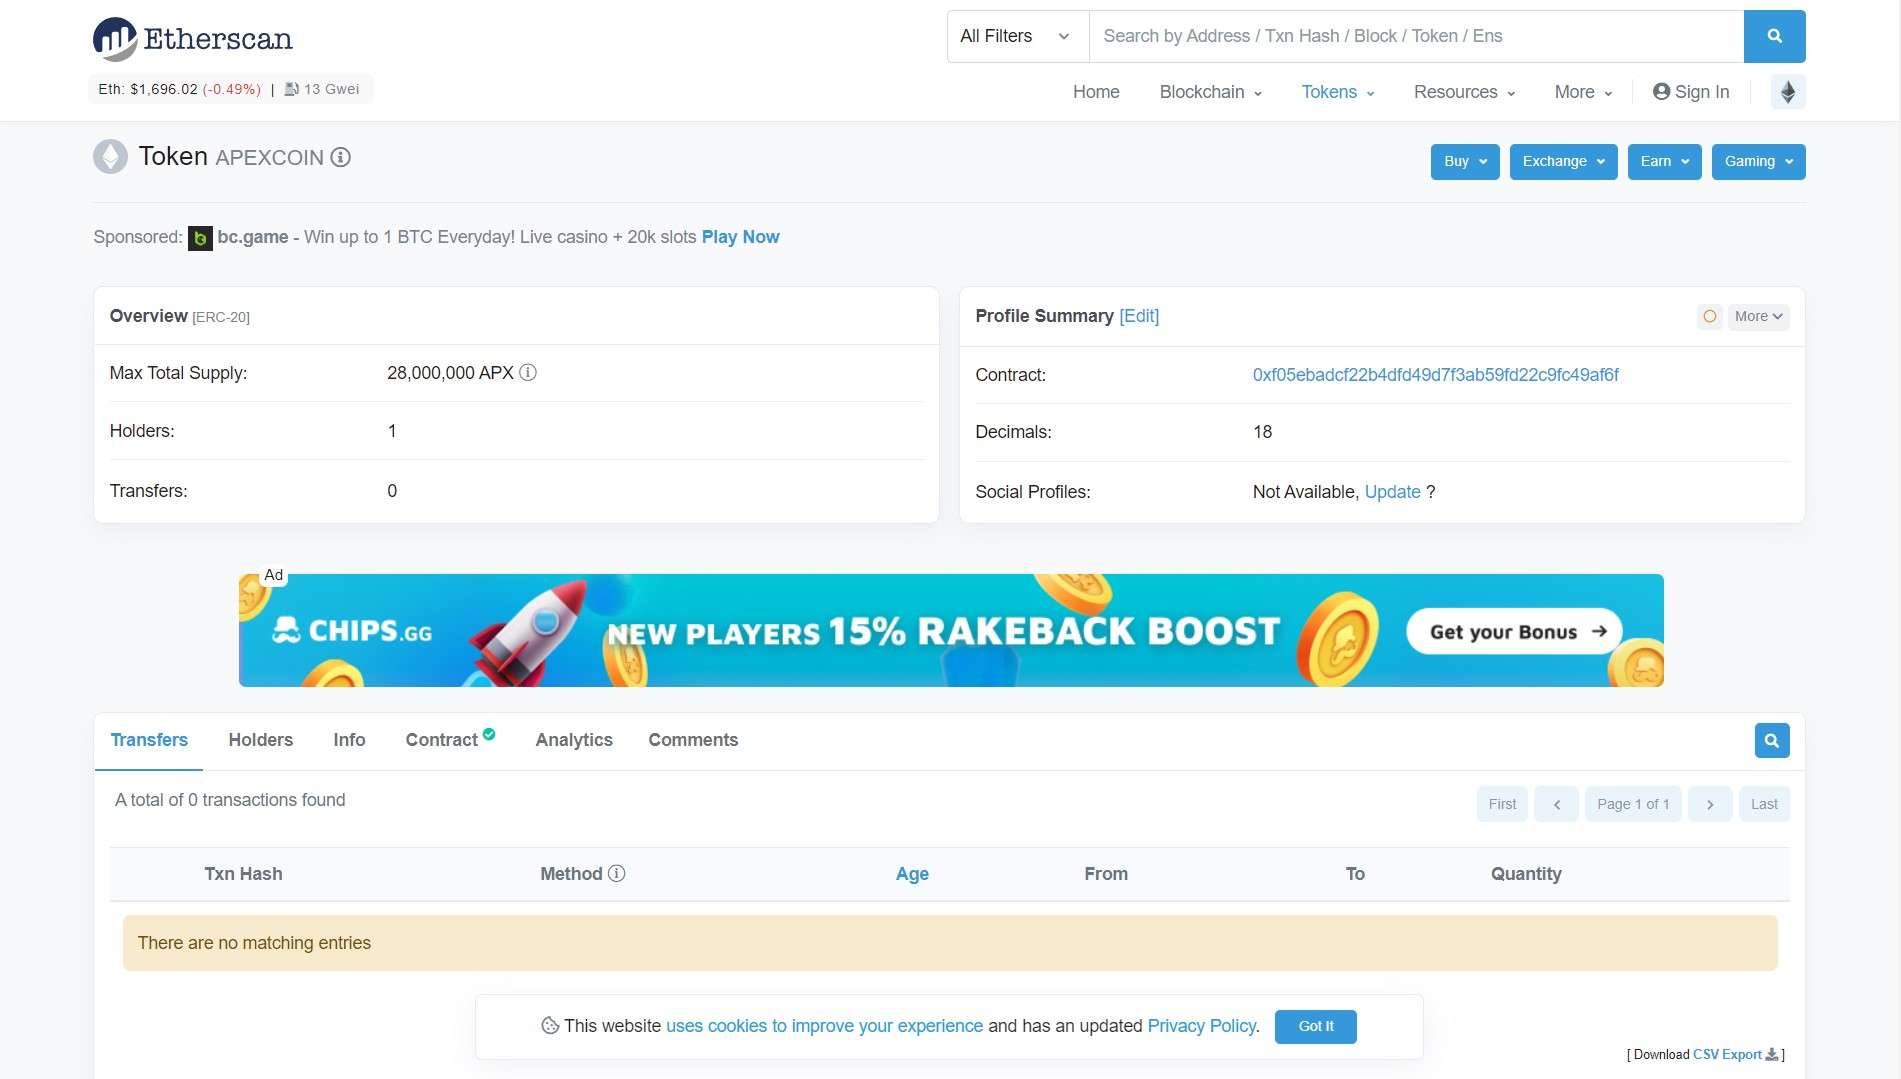 Etherscan
All Filters
Search by Address / Txn Hash / Block / Token / Ens
Eth: $1,696.02 (-0.49%) | 13 Gwei
Home Blockchain Tokens Resources More Sign In
Token APEXCOIN
Buy Exchange Earn Gaming
Sponsored: bc.game - Win up to 1 BTC Everyday! Live casino + 20k slots Play Now
Overview [ERC-20]
Max Total Supply: 28,000,000 APX
Holders: 1
Transfers: 0
Profile Summary [Edit]
More
Contract: 0xf05ebadcf22b4dfd49d7f3ab59fd22c9fc49af6f
Decimals: 18
Social Profiles: Not Available, Update ?
Ad
CHIPS.GG NEW PLAYERS 15% RAKEBACK BOOST Get your Bonus →
Transfers Holders Info Contract Analytics Comments
A total of 0 transactions found
First Page 1 of 1 Last
Txn Hash Method Age From To Quantity
There are no matching entries
This website uses cookies to improve your experience and has an updated Privacy Policy. Got It
[ Download CSV Export ]